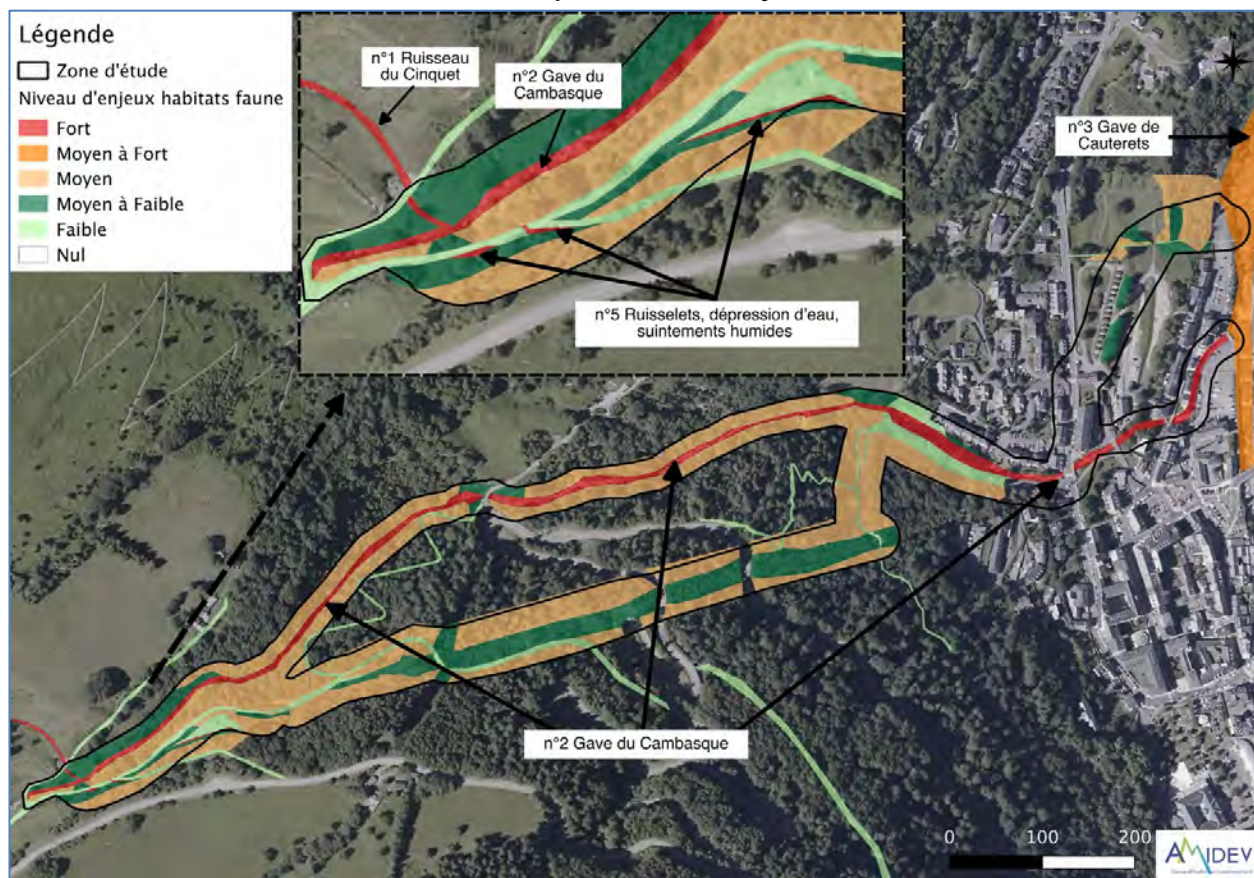 Légende
Zone d'étude
Niveau d'enjeux habitats faune
Fort
Moyen à Fort
Moyen
Moyen à Faible
Faible
Nul
n°1 Ruisseau
du Cinquet
n°2 Gave du
Cambasque
n°5 Ruisselets, dépression d'eau,
suintements humides
n°3 Gave de
Cauterets
n°2 Gave du Cambasque
0 100 200
AMIDEV